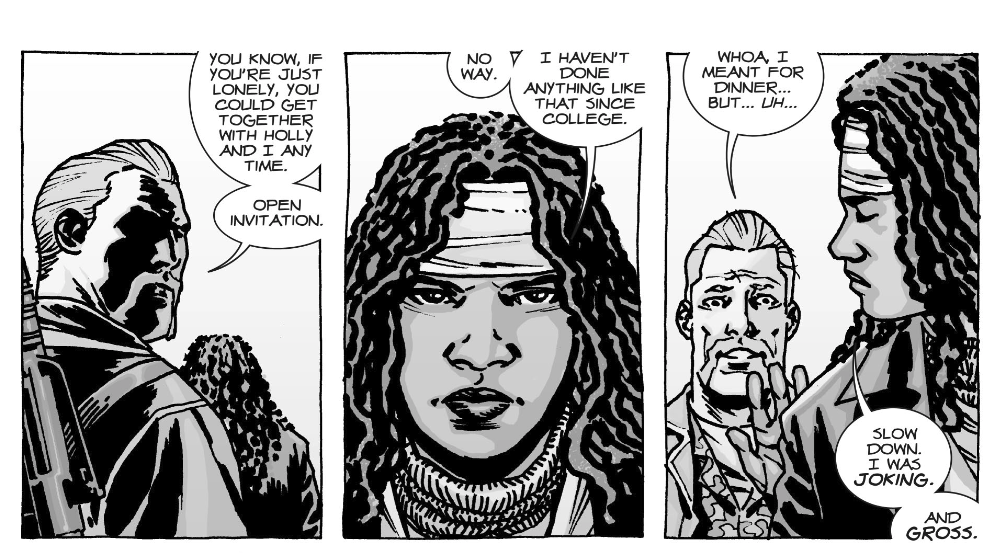 YOU KNOW, IF
YOU'RE JUST
LONELY, YOU
COULD GET
TOGETHER
WITH HOLLY
AND I ANY
TIME.
OPEN
INVITATION.
NO
WAY.
I HAVEN'T
DONE
ANYTHING LIKE
THAT SINCE
COLLEGE.
WHOA, I
MEANT FOR
DINNER...
BUT... UH...
SLOW
DOWN.
I WAS
JOKING.
AND
GROSS.